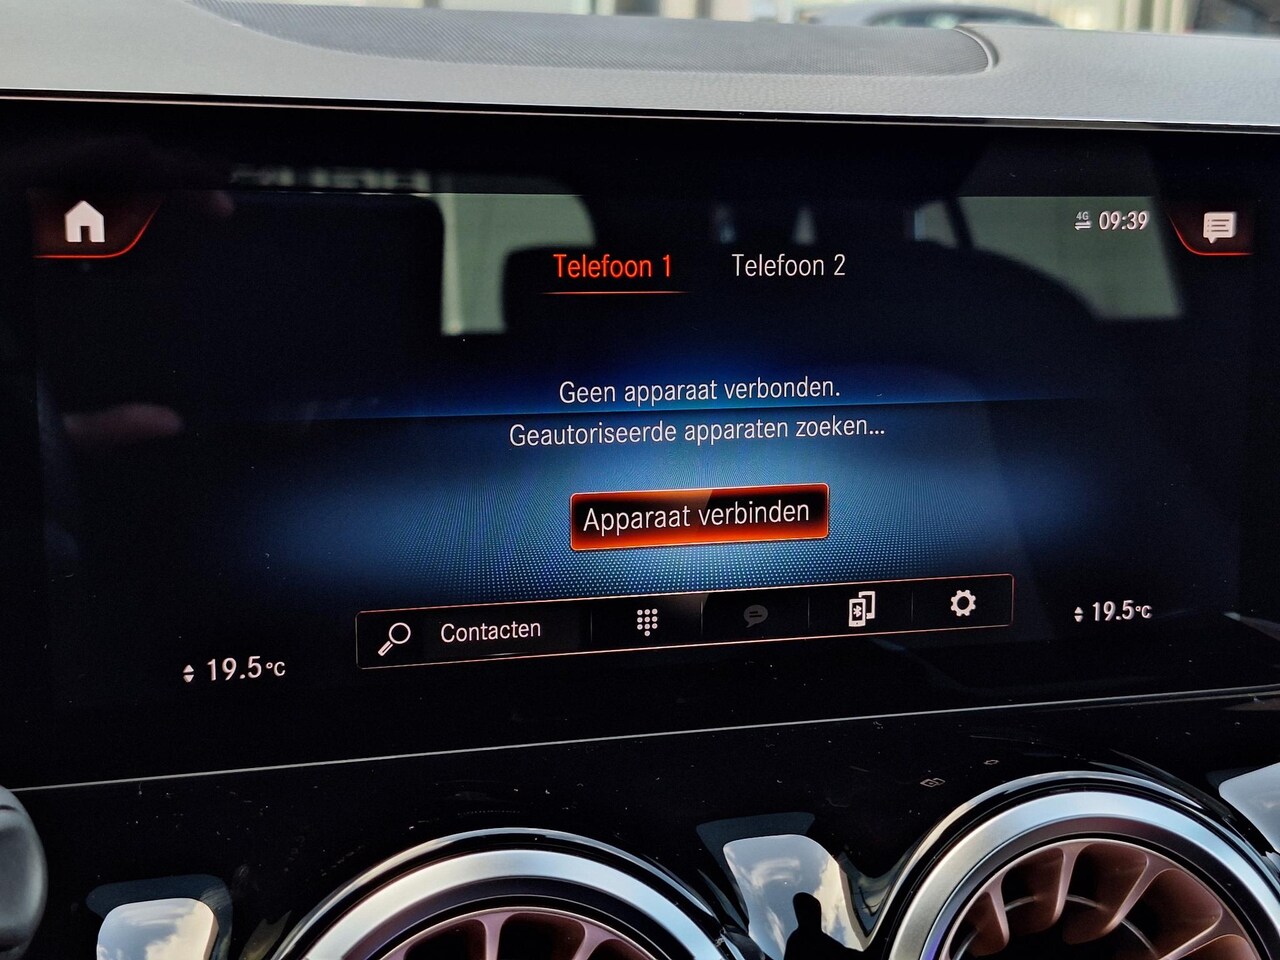 4G 09:39
Telefoon 1 Telefoon 2
Geen apparaat verbonden.
Geautoriseerde apparaten zoeken...
Apparaat verbinden
Contacten
19.5°C
19.5°C